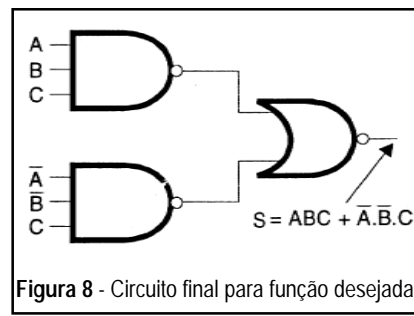 A
B
C
A̅
B̅
C
S = ABC + A̅.B̅.C
Figura 8 - Circuito final para função desejada